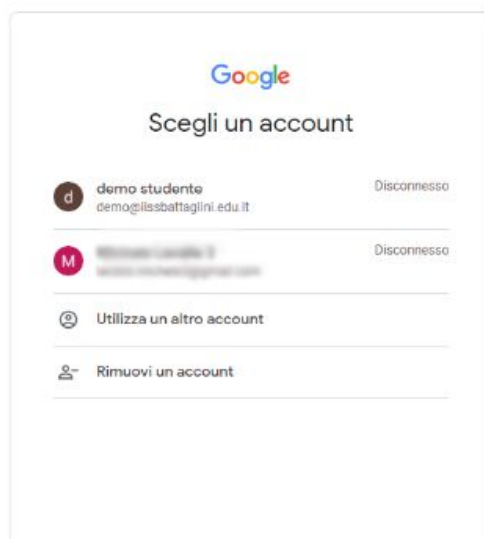 Google
Scegli un account
d
demo studente
Disconnesso
demo@iissbattaglini.edu.it
M
Disconnesso
Utilizza un altro account
Rimuovi un account